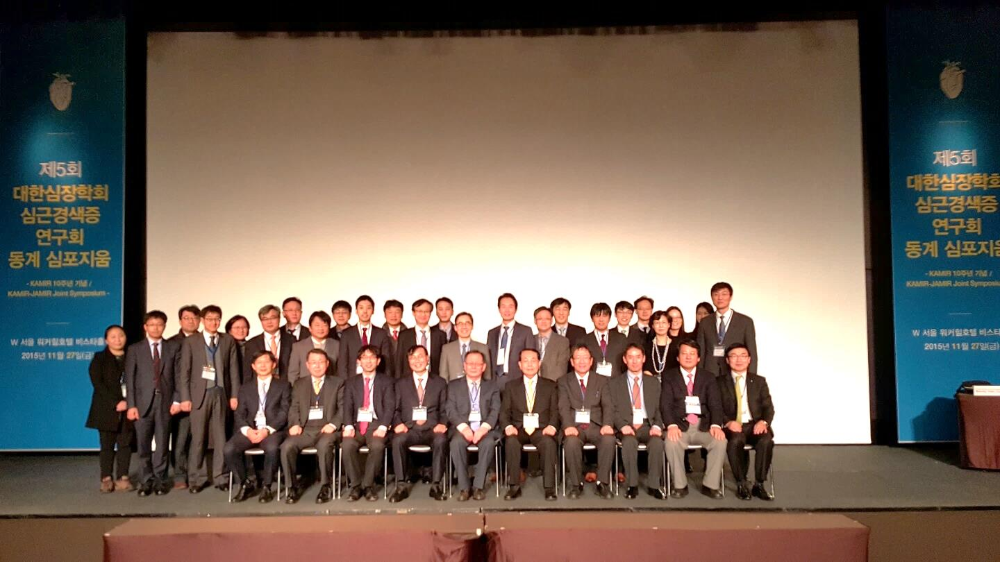 제5회
대한심장학회
심근경색증
연구회
동계 심포지움
- KAMIR 10주년 기념 /
KAMIR-JAMIR Joint Symposium -
W 서울 워커힐호텔 비스타홀
2015년 11월 27일(금)
제5회
대한심장학회
심근경색증
연구회
동계 심포지움
- KAMIR 10주년 기념 /
KAMIR-JAMIR Joint Symposium
W 서울 워커힐호텔 비스타
2015년 11월 27일(금)